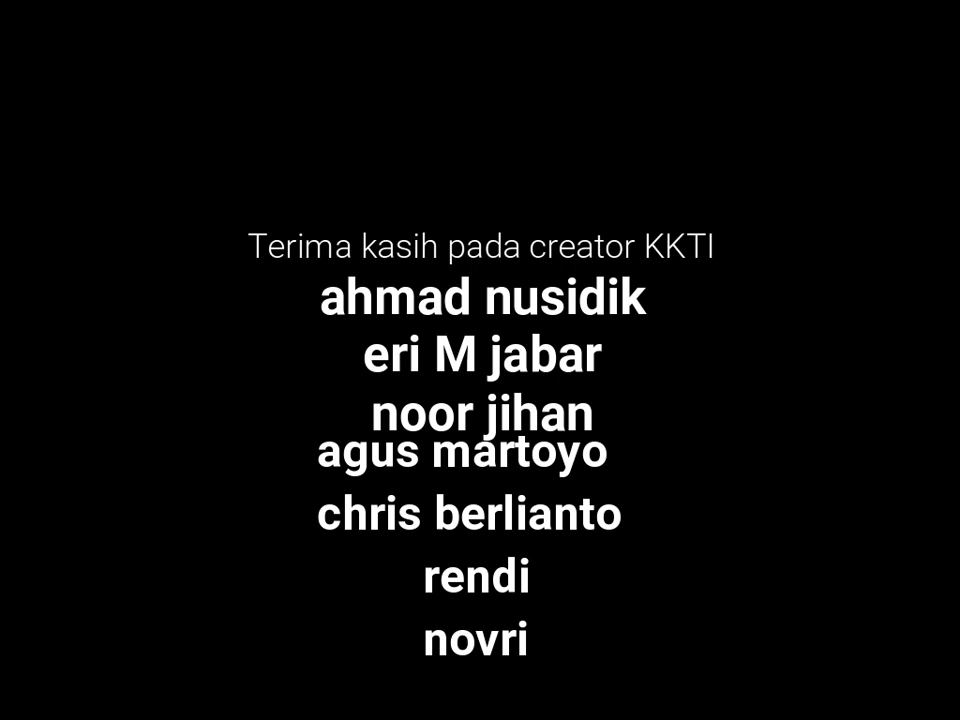 Terima kasih pada creator KKTI
ahmad nusidik
eri M jabar
noor jihan
agus martoyo
chris berlianto
rendi
novri